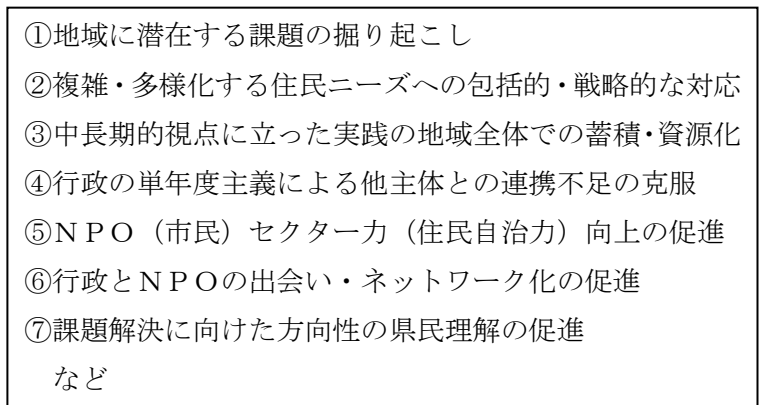 ①地域に潜在する課題の掘り起こし
②複雑・多様化する住民ニーズへの包括的・戦略的な対応
③中長期的視点に立った実践の地域全体での蓄積・資源化
④行政の単年度主義による他主体との連携不足の克服
⑤ＮＰＯ（市民）セクター力（住民自治力）向上の促進
⑥行政とＮＰＯの出会い・ネットワーク化の促進
⑦課題解決に向けた方向性の県民理解の促進
など